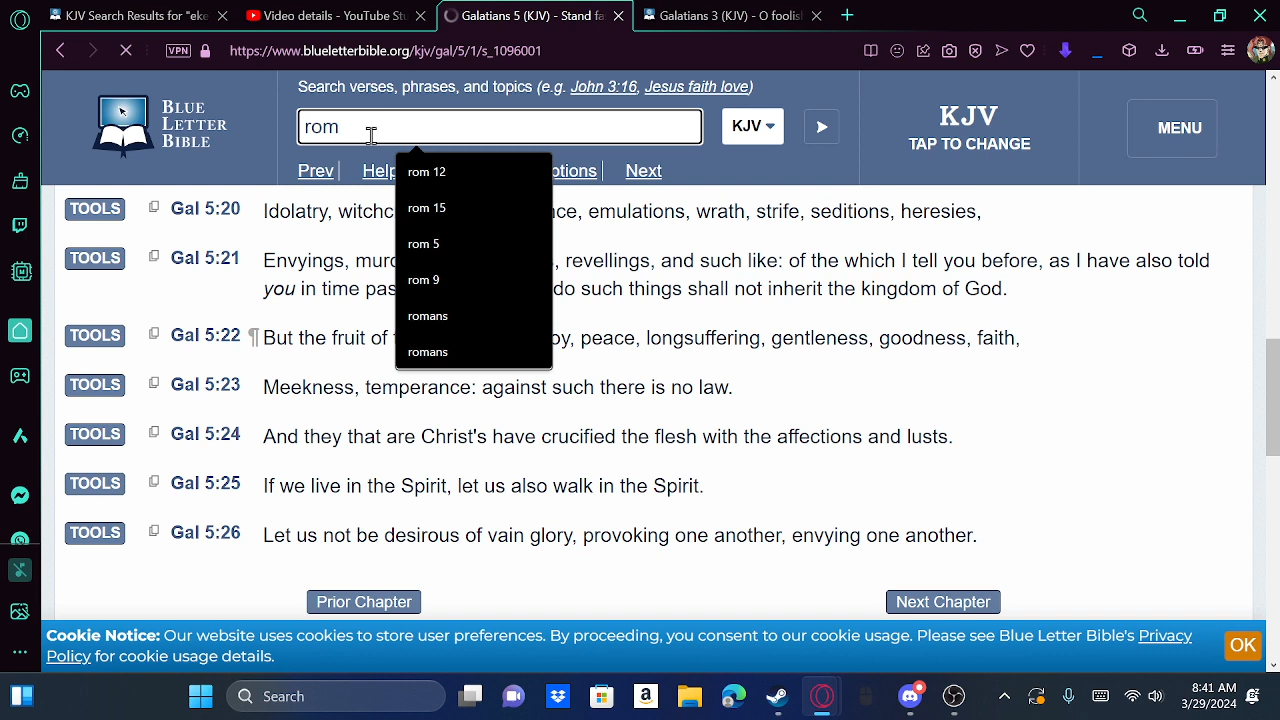 KJV Search Results for "eke
Video details - YouTube Stu
Galatians 5 (KJV) - Stand fa
Galatians 3 (KJV) - O foolis
VPN
https://www.blueletterbible.org/kjv/gal/5/1/s_1096001
Search verses, phrases, and topics (e.g. John 3:16, Jesus faith love)
BLUE
LETTER
BIBLE
rom
KJV
KJV
TAP TO CHANGE
MENU
Prev
Help
ptions
Next
rom 12
rom 15
rom 5
rom 9
romans
romans
TOOLS Gal 5:20 Idolatry, witchc nce, emulations, wrath, strife, seditions, heresies,
TOOLS Gal 5:21 Envyings, murd , revellings, and such like: of the which I tell you before, as I have also told
you in time pas do such things shall not inherit the kingdom of God.
TOOLS Gal 5:22 ¶ But the fruit of t oy, peace, longsuffering, gentleness, goodness, faith,
TOOLS Gal 5:23 Meekness, temperance: against such there is no law.
TOOLS Gal 5:24 And they that are Christ's have crucified the flesh with the affections and lusts.
TOOLS Gal 5:25 If we live in the Spirit, let us also walk in the Spirit.
TOOLS Gal 5:26 Let us not be desirous of vain glory, provoking one another, envying one another.
Prior Chapter
Next Chapter
Cookie Notice: Our website uses cookies to store user preferences. By proceeding, you consent to our cookie usage. Please see Blue Letter Bible's Privacy
Policy for cookie usage details.
OK
Search
8:41 AM
3/29/2024